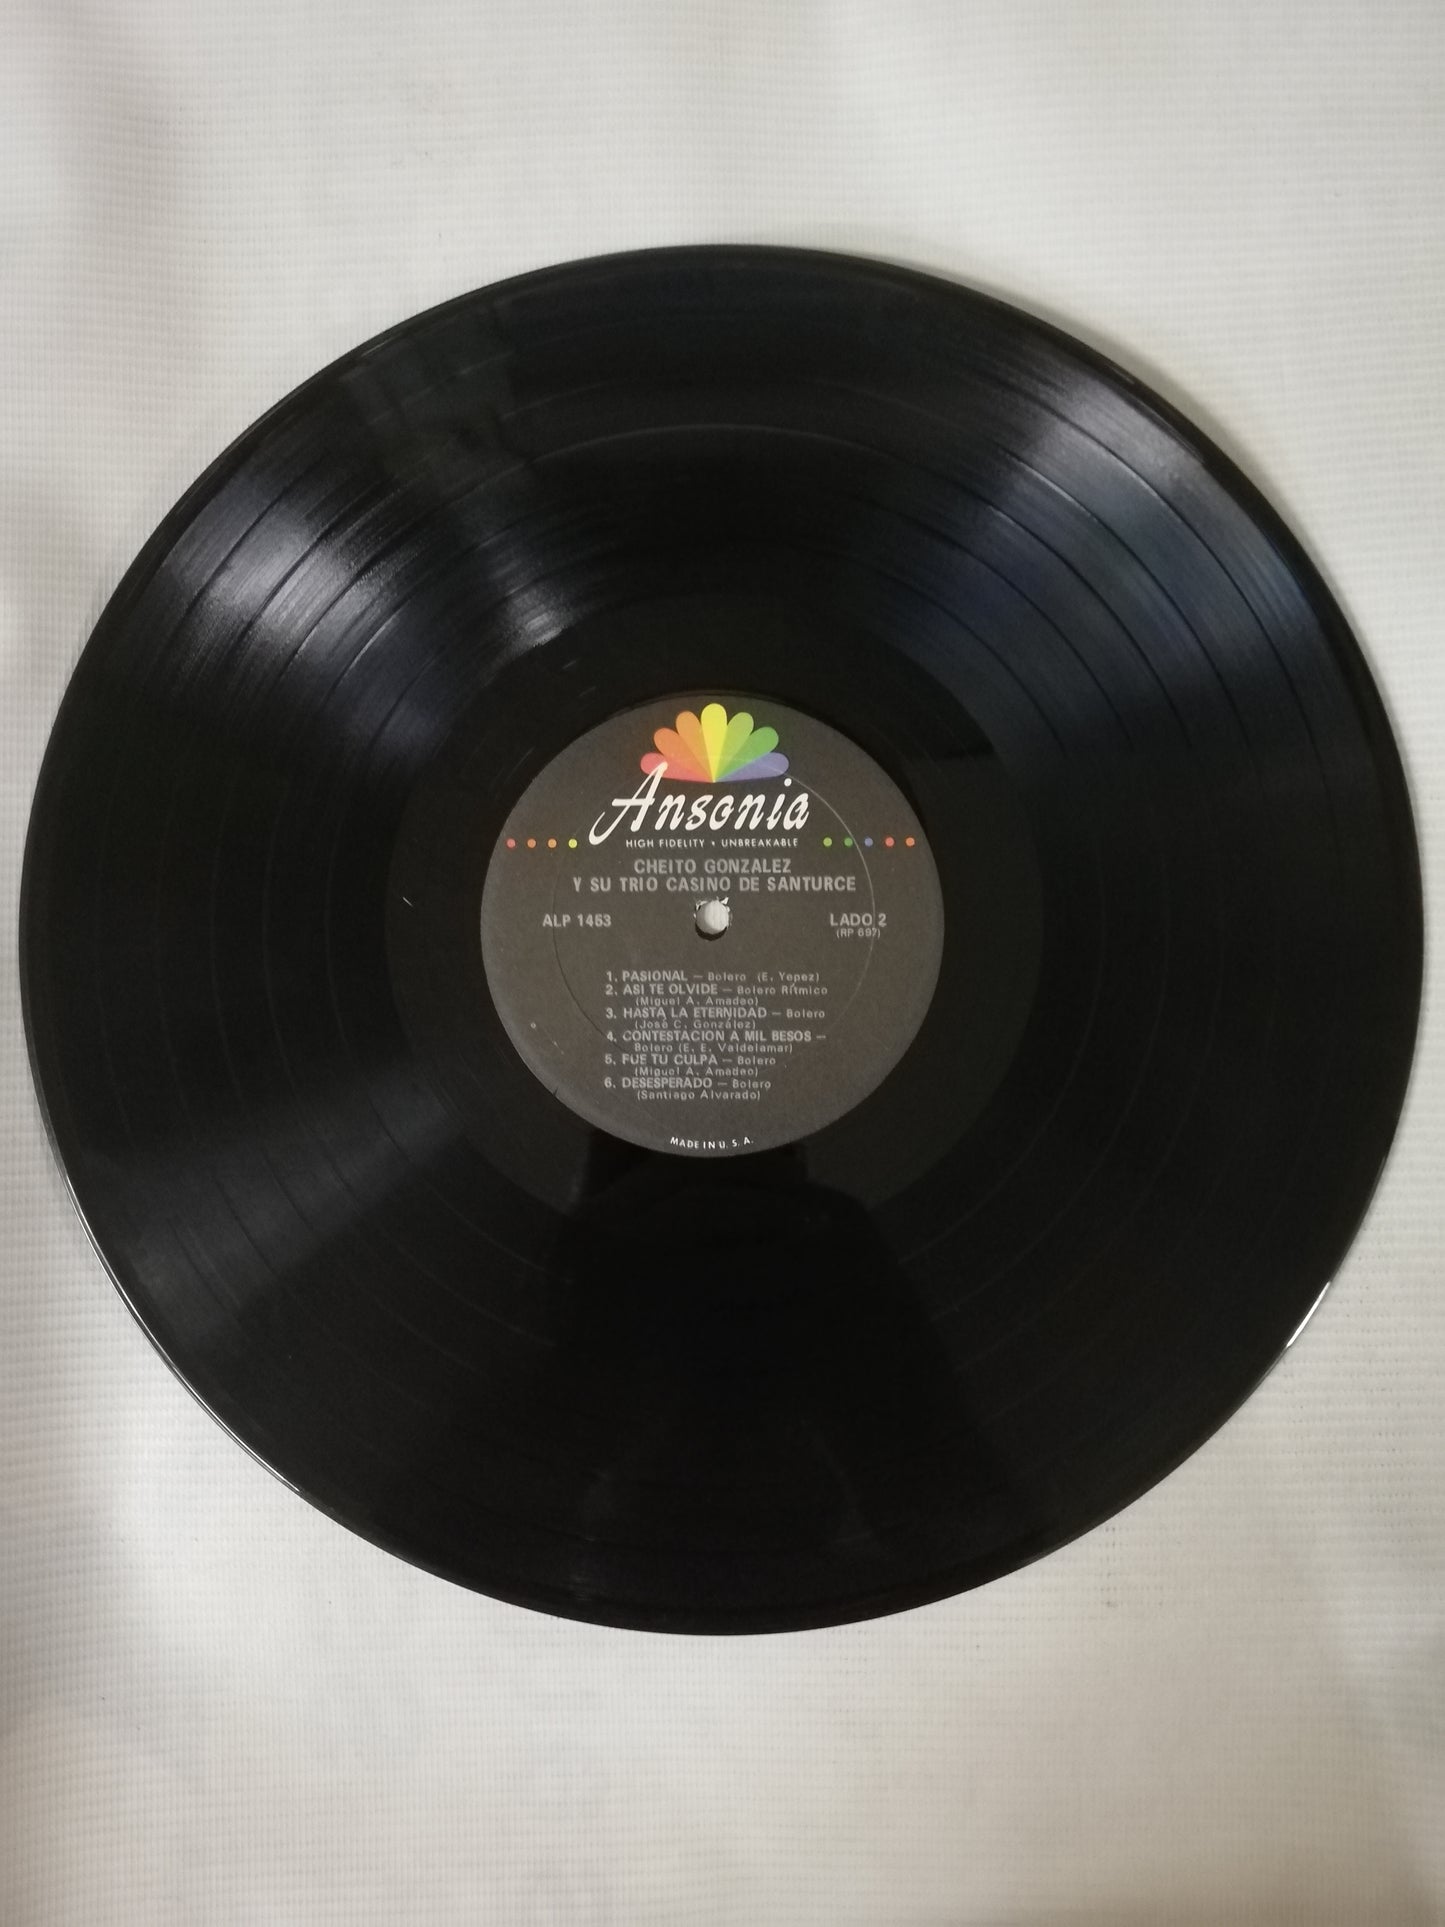 Ansonia
HIGH FIDELITY • UNBREAKABLE
CHEITO GONZALEZ
Y SU TRIO CASINO DE SANTURCE
ALP 1453 LADO 2
(RP 697)
1. PASIONAL — Bolero (E. Yepez)
2. ASI TE OLVIDE — Bolero Rítmico
(Miguel A. Amadeo)
3. HASTA LA ETERNIDAD — Bolero
(José C. González)
4. CONTESTACION A MIL BESOS —
Bolero (E. E. Valdelamar)
5. FUE TU CULPA — Bolero
(Miguel A. Amadeo)
6. DESESPERADO — Bolero
(Santiago Alvarado)
MADE IN U. S. A.